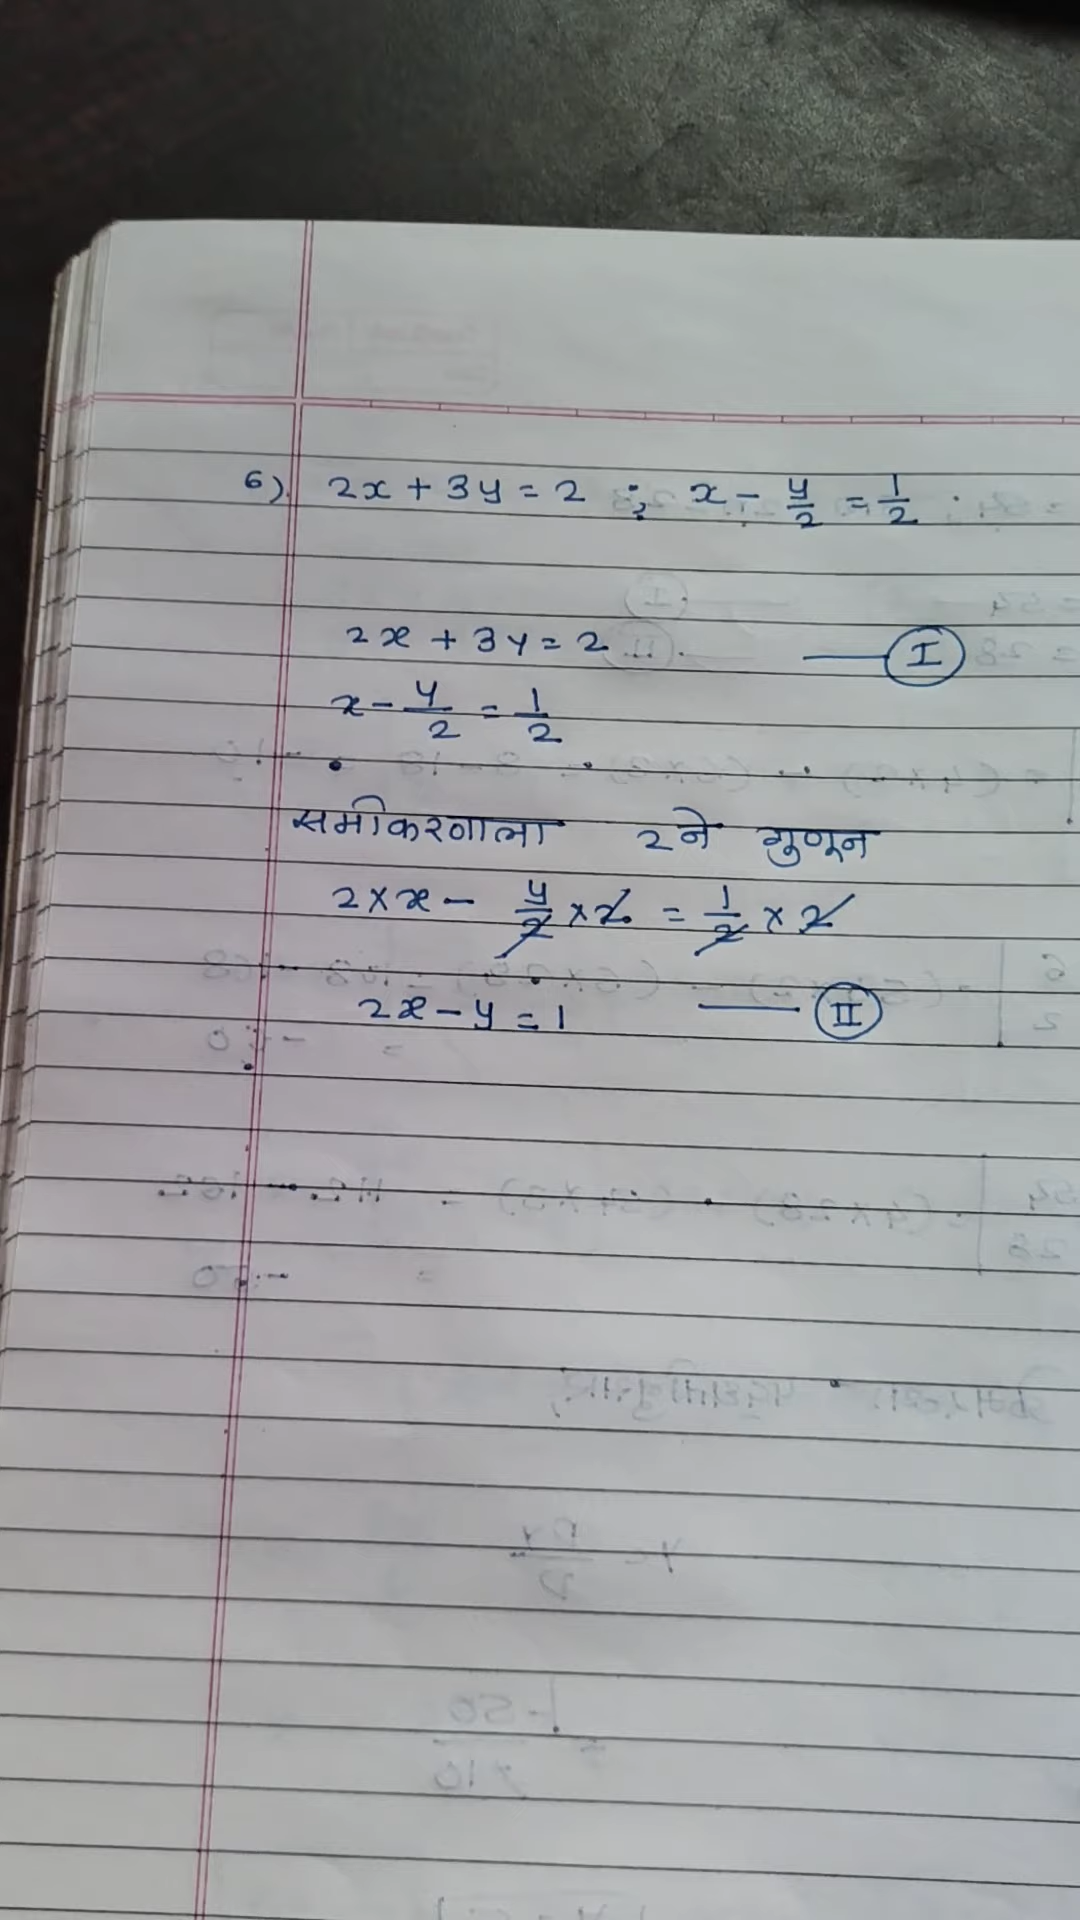 6) 2x + 3y = 2 ; x - y/2 = 1/2 .
2x + 3y = 2 — I
x - y/2 = 1/2
समीकरणाला 2ने गुणून
2 × x - y/2 × 2 = 1/2 × 2
2x - y = 1 — II